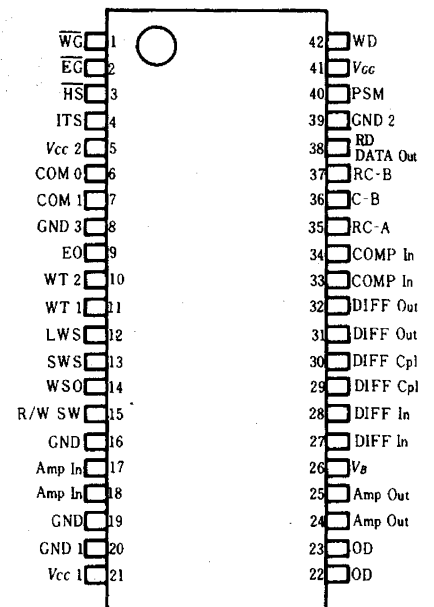 W̅G̅ 1 42 WD
E̅G̅ 2 41 VGG
H̅S̅ 3 40 PSM
ITS 4 39 GND 2
Vcc 2 5 38 RD DATA Out
COM 0 6 37 RC-B
COM 1 7 36 C-B
GND 3 8 35 RC-A
EO 9 34 COMP In
WT 2 10 33 COMP In
WT 1 11 32 DIFF Out
LWS 12 31 DIFF Out
SWS 13 30 DIFF Cpl
WSO 14 29 DIFF Cpl
R/W SW 15 28 DIFF In
GND 16 27 DIFF In
Amp In 17 26 VB
Amp In 18 25 Amp Out
GND 19 24 Amp Out
GND 1 20 23 OD
Vcc 1 21 22 OD